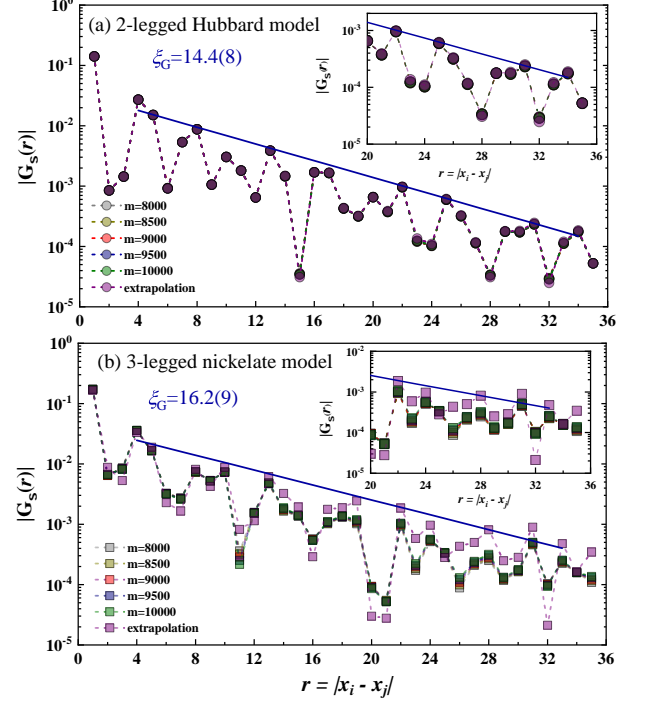 (a) 2-legged Hubbard model
ξG=14.4(8)
|Gs(r)|
10^0
10^-1
10^-2
10^-3
10^-4
10^-5
m=8000
m=8500
m=9000
m=9500
m=10000
extrapolation
0 4 8 12 16 20 24 28 32 36
|Gs(r)|
10^-3
10^-4
10^-5
20 24 28 32 36
r = |xi - xj|
(b) 3-legged nickelate model
ξG=16.2(9)
|Gs(r)|
10^0
10^-1
10^-2
10^-3
10^-4
10^-5
m=8000
m=8500
m=9000
m=9500
m=10000
extrapolation
0 4 8 12 16 20 24 28 32 36
r = |xi - xj|
|Gs(r)|
10^-2
10^-3
10^-4
10^-5
20 24 28 32 36
r = |xi - xj|